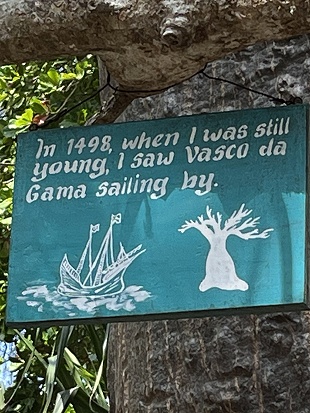 In 1498, when I was still
young, I saw Vasco da
Gama sailing by.